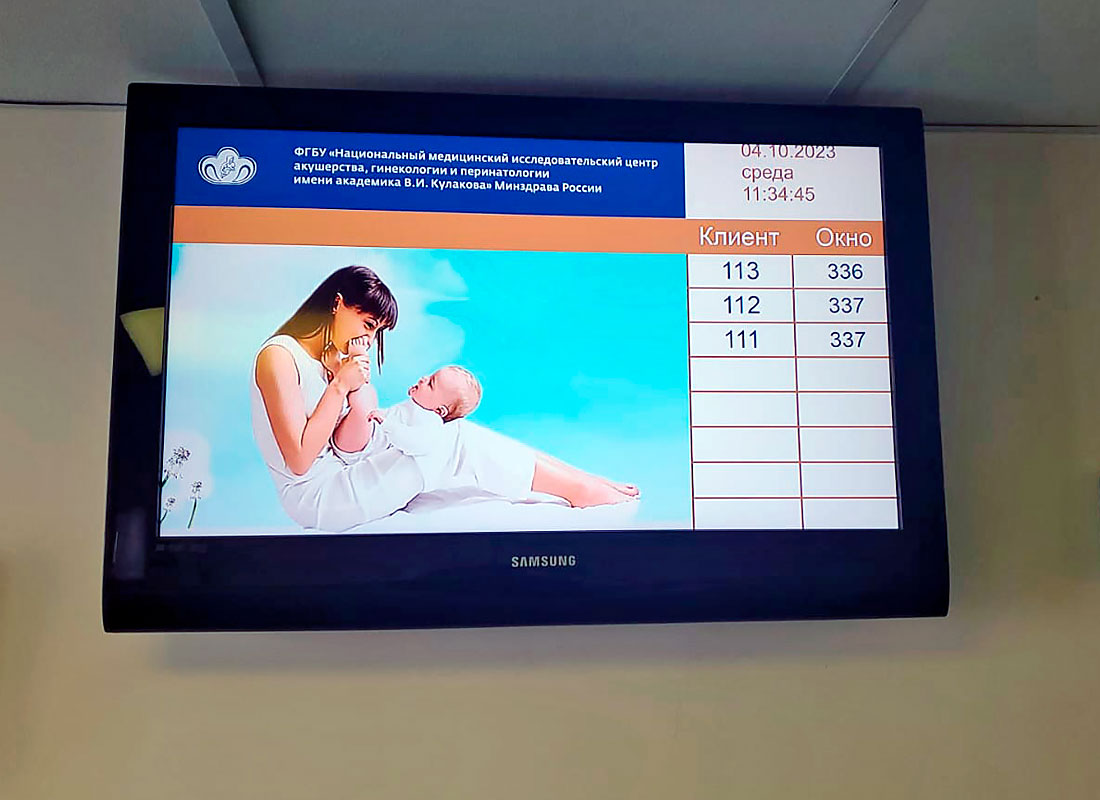 ФГБУ «Национальный медицинский исследовательский центр
акушерства, гинекологии и перинатологии
имени академика В.И. Кулакова» Минздрава России
04.10.2023
среда
11:34:45
Клиент Окно
113 336
112 337
111 337
SAMSUNG